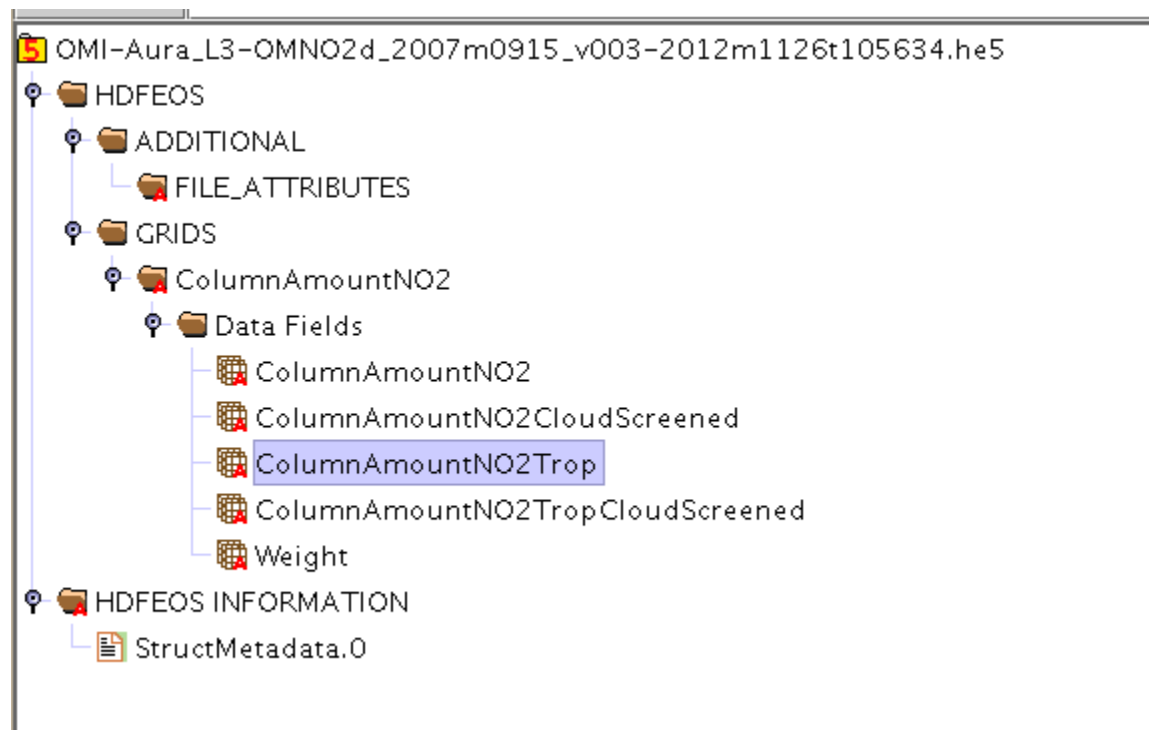 OMI-Aura_L3-OMNO2d_2007m0915_v003-2012m1126t105634.he5
HDFEOS
ADDITIONAL
FILE_ATTRIBUTES
GRIDS
ColumnAmountNO2
Data Fields
ColumnAmountNO2
ColumnAmountNO2CloudScreened
ColumnAmountNO2Trop
ColumnAmountNO2TropCloudScreened
Weight
HDFEOS INFORMATION
StructMetadata.0